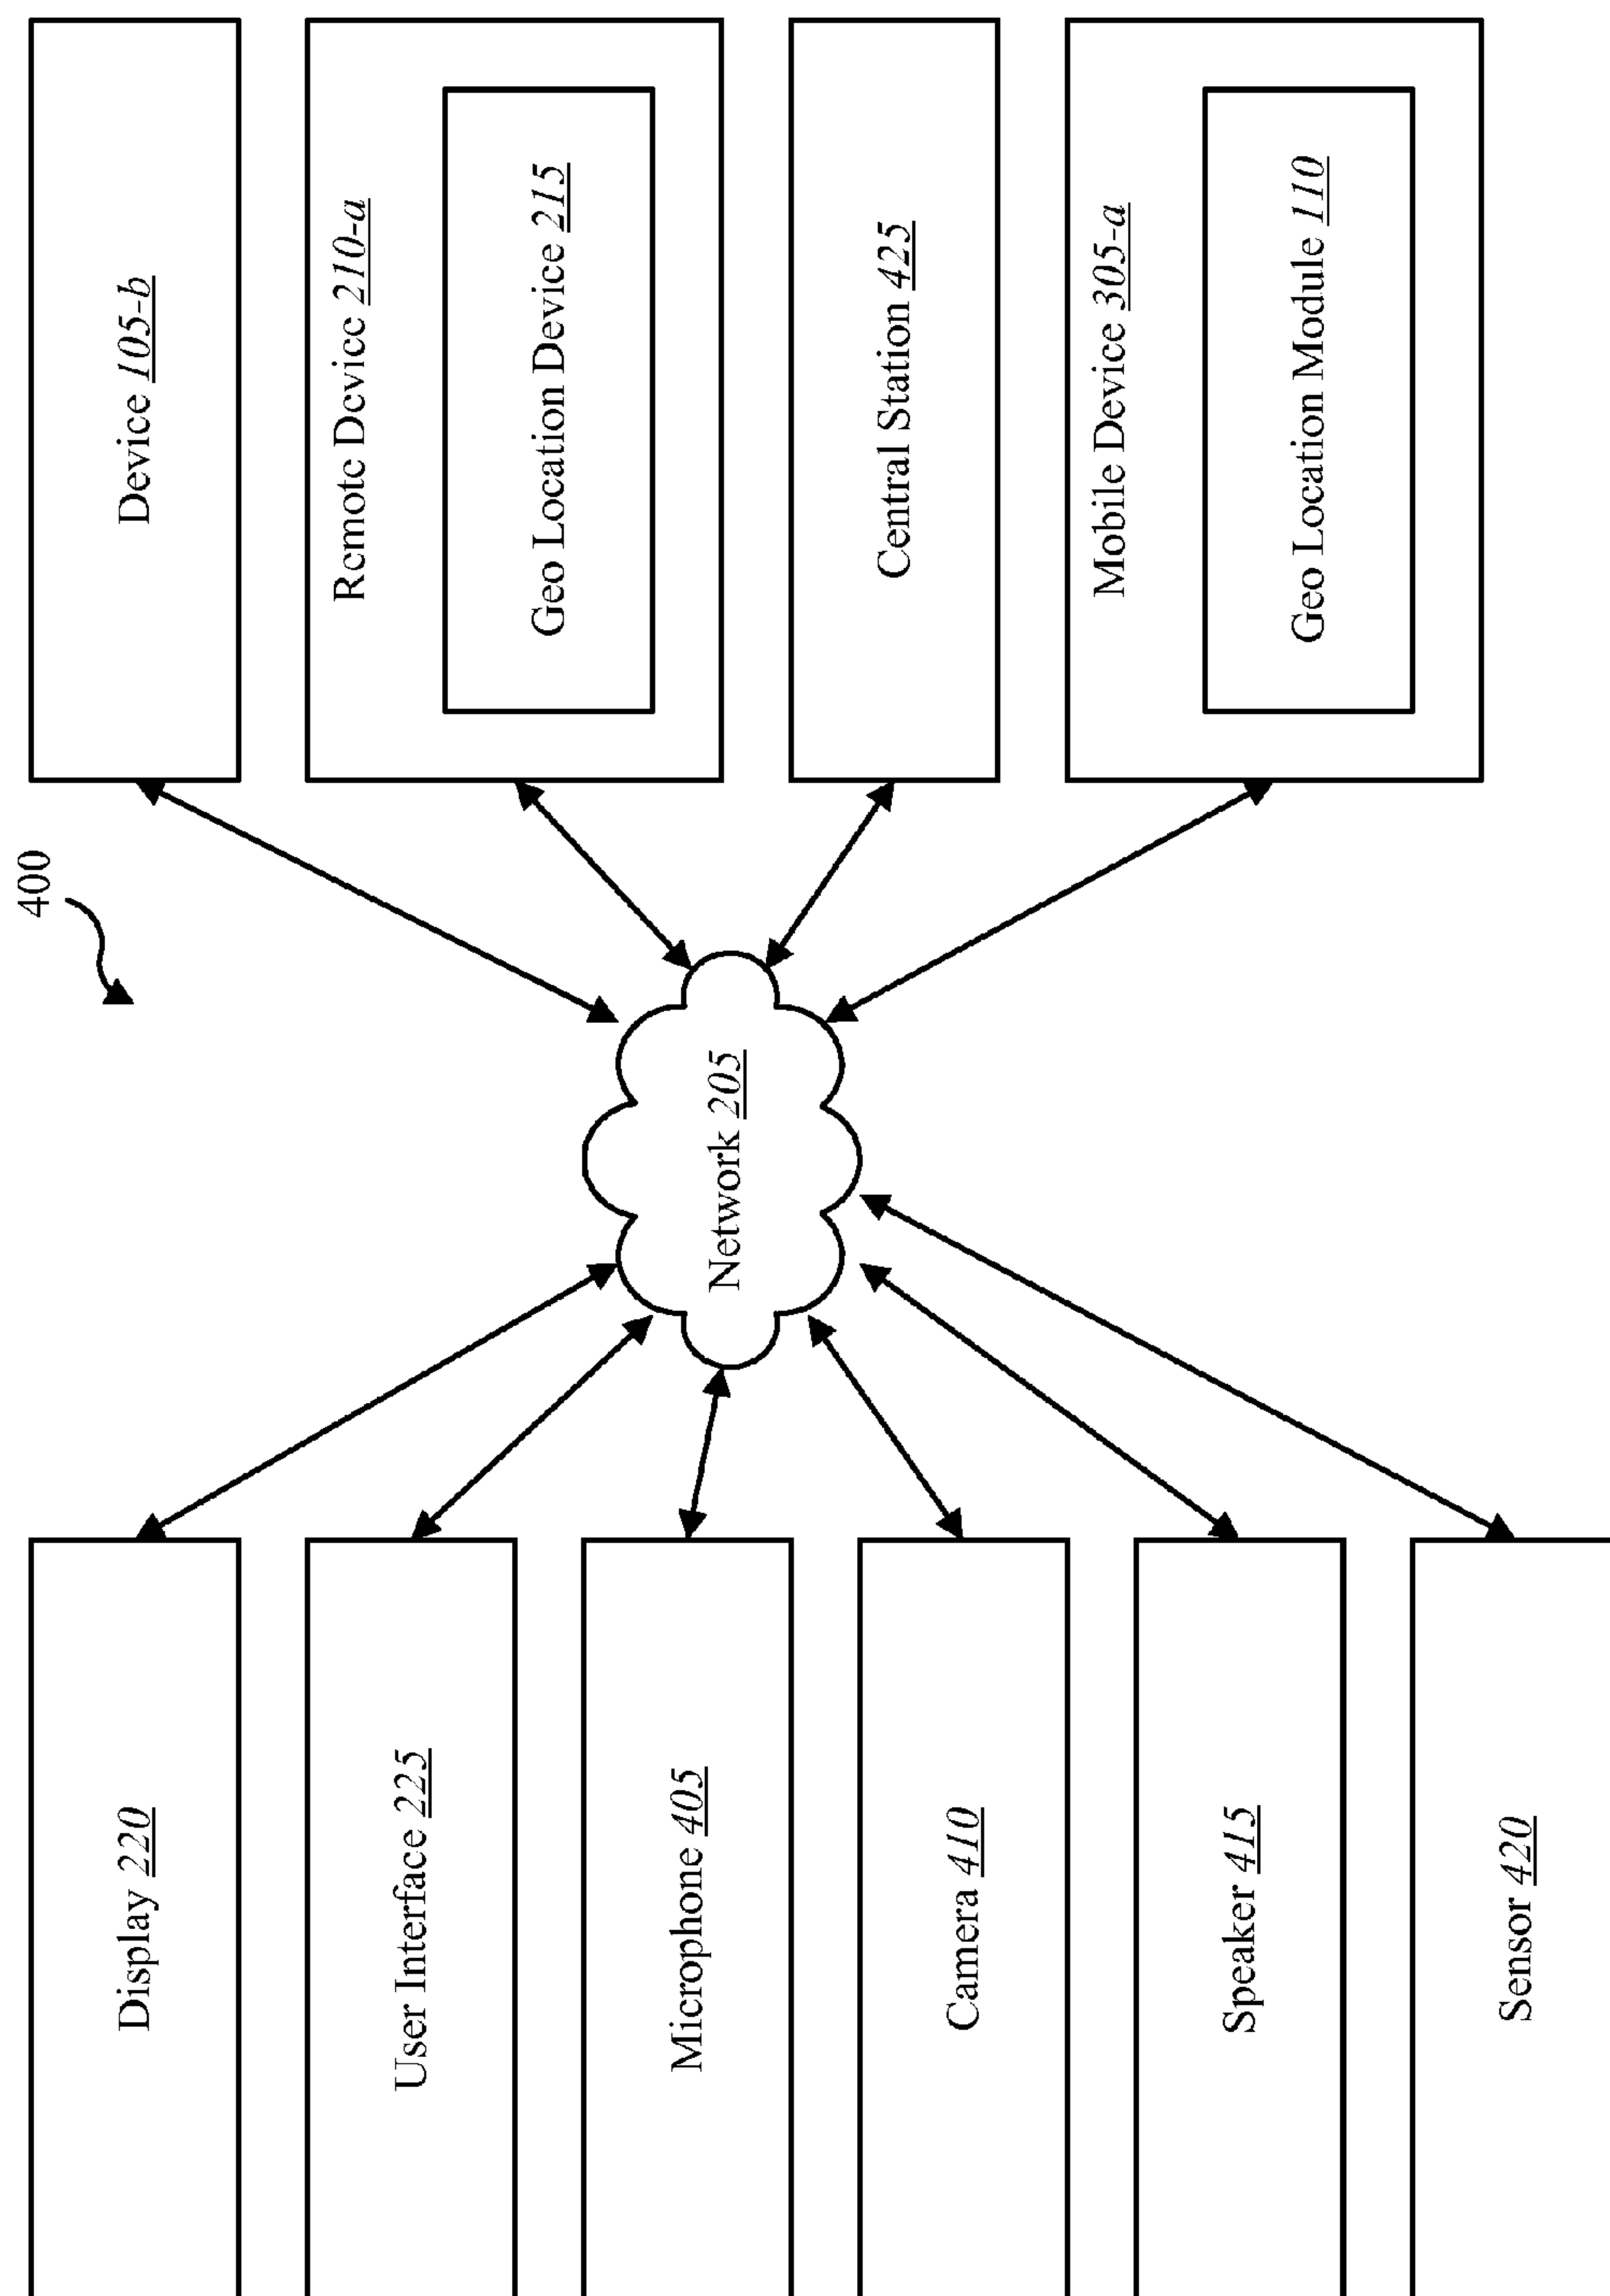 400
Display 220
User Interface 225
Microphone 405
Camera 410
Speaker 415
Sensor 420
Network 205
Device 105-b
Remote Device 210-a
Geo Location Device 215
Central Station 425
Mobile Device 305-a
Geo Location Module 110